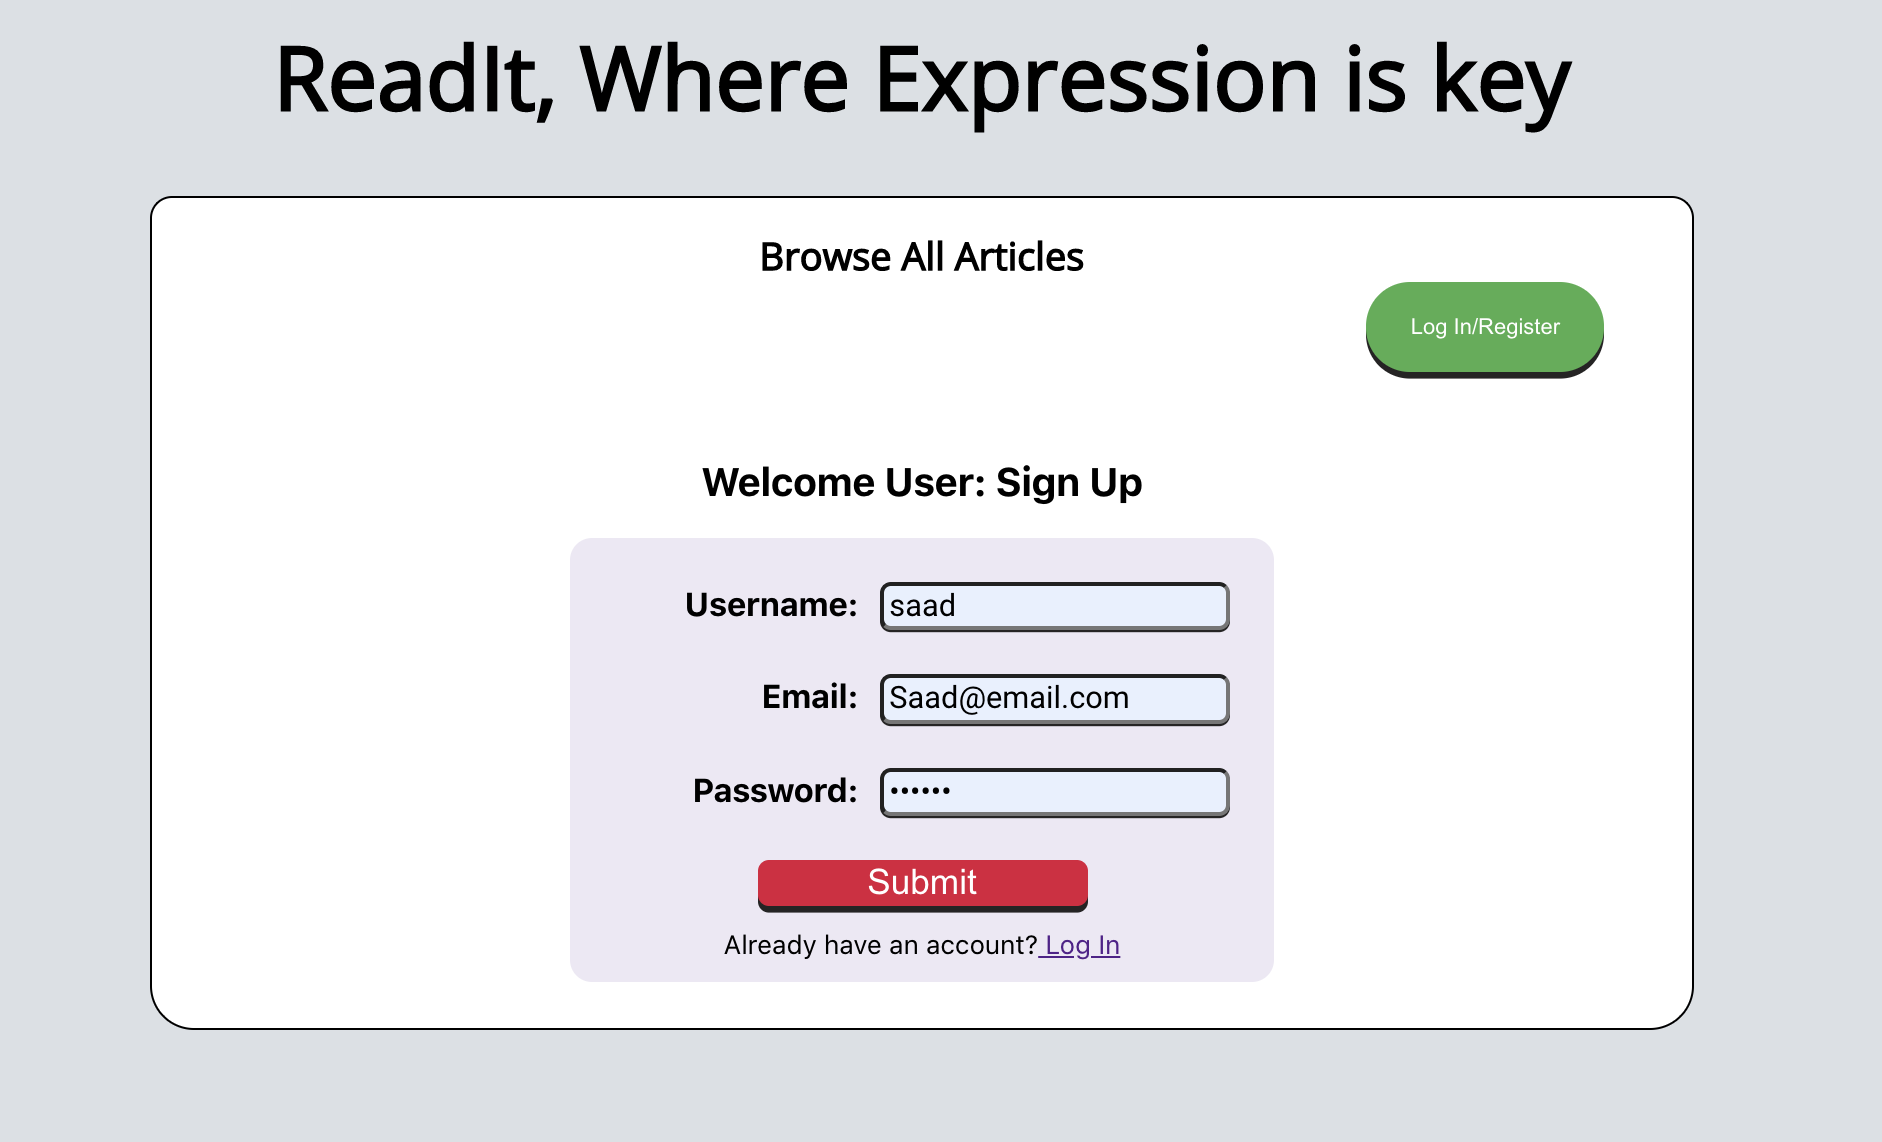 ReadIt, Where Expression is key
Browse All Articles
Log In/Register
Welcome User: Sign Up
Username: saad
Email: Saad@email.com
Password: ••••••
Submit
Already have an account? Log In